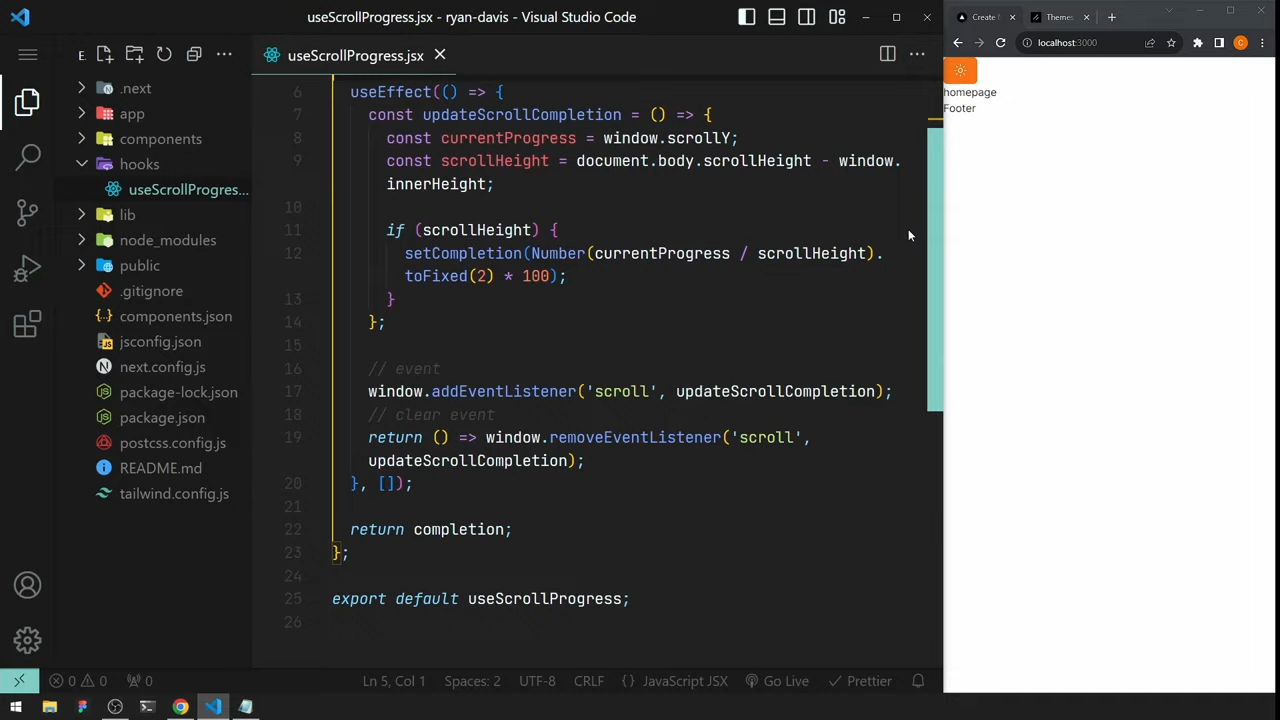 useScrollProgress.jsx - ryan-davis - Visual Studio Code
E
useScrollProgress.jsx
.next
app
components
hooks
useScrollProgres...
lib
node_modules
public
.gitignore
components.json
jsconfig.json
next.config.js
package-lock.json
package.json
postcss.config.js
README.md
tailwind.config.js
6 useEffect(() => {
7 const updateScrollCompletion = () => {
8 const currentProgress = window.scrollY;
9 const scrollHeight = document.body.scrollHeight - window.
innerHeight;
10
11 if (scrollHeight) {
12 setCompletion(Number(currentProgress / scrollHeight).
toFixed(2) * 100);
13 }
14 };
15
16 // event
17 window.addEventListener('scroll', updateScrollCompletion);
18 // clear event
19 return () => window.removeEventListener('scroll',
updateScrollCompletion);
20 }, []);
21
22 return completion;
23 };
24
25 export default useScrollProgress;
26
0 0 0
Ln 5, Col 1 Spaces: 2 UTF-8 CRLF {} JavaScript JSX Go Live Prettier
Create N
Themes
localhost:3000
C
homepage
Footer